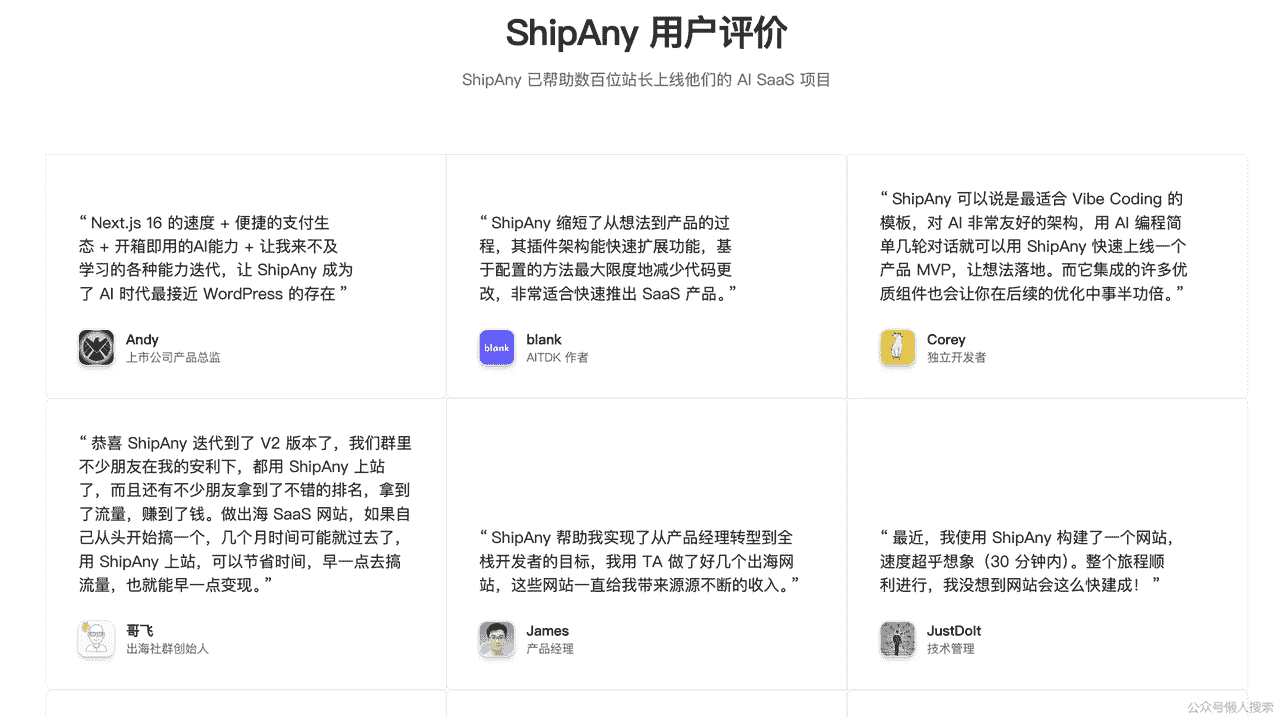 ShipAny 用户评价
ShipAny 已帮助数百位站长上线他们的 AI SaaS 项目
“ Next.js 16 的速度 + 便捷的支付生
态 + 开箱即用的AI能力 + 让我来不及
学习的各种能力迭代，让 ShipAny 成为
了 AI 时代最接近 WordPress 的存在 ”
Andy
上市公司产品总监
“ ShipAny 缩短了从想法到产品的过
程，其插件架构能快速扩展功能，基
于配置的方法最大限度地减少代码更
改，非常适合快速推出 SaaS 产品。”
blank
blank
AITDK 作者
“ ShipAny 可以说是最适合 Vibe Coding 的
模板，对 AI 非常友好的架构，用 AI 编程简
单几轮对话就可以用 ShipAny 快速上线一个
产品 MVP，让想法落地。而它集成的许多优
质组件也会让你在后续的优化中事半功倍。”
Corey
独立开发者
“ 恭喜 ShipAny 迭代到了 V2 版本了，我们群里
不少朋友在我的安利下，都用 ShipAny 上站
了，而且还有不少朋友拿到了不错的排名，拿到
了流量，赚到了钱。做出海 SaaS 网站，如果自
己从头开始搞一个，几个月时间可能就过去了，
用 ShipAny 上站，可以节省时间，早一点去搞
流量，也就能早一点变现。”
哥飞
出海社群创始人
“ ShipAny 帮助我实现了从产品经理转型到全
栈开发者的目标，我用 TA 做了好几个出海网
站，这些网站一直给我带来源源不断的收入。”
James
产品经理
“ 最近，我使用 ShipAny 构建了一个网站，
速度超乎想象（30 分钟内）。整个旅程顺
利进行，我没想到网站会这么快建成！ ”
JustDoIt
技术管理
公众号懒人搜索